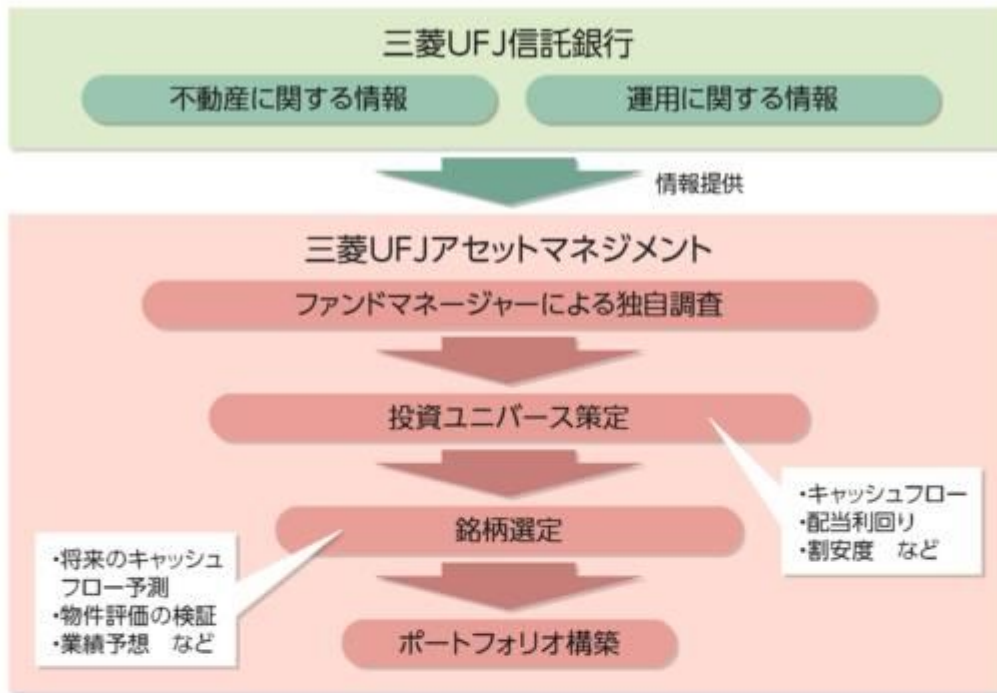 三菱UFJ信託銀行
不動産に関する情報
運用に関する情報
情報提供
三菱UFJアセットマネジメント
ファンドマネージャーによる独自調査
投資ユニバース策定
・キャッシュフロー
・配当利回り
・割安度　など
銘柄選定
・将来のキャッシュ
フロー予測
・物件評価の検証
・業績予想　など
ポートフォリオ構築